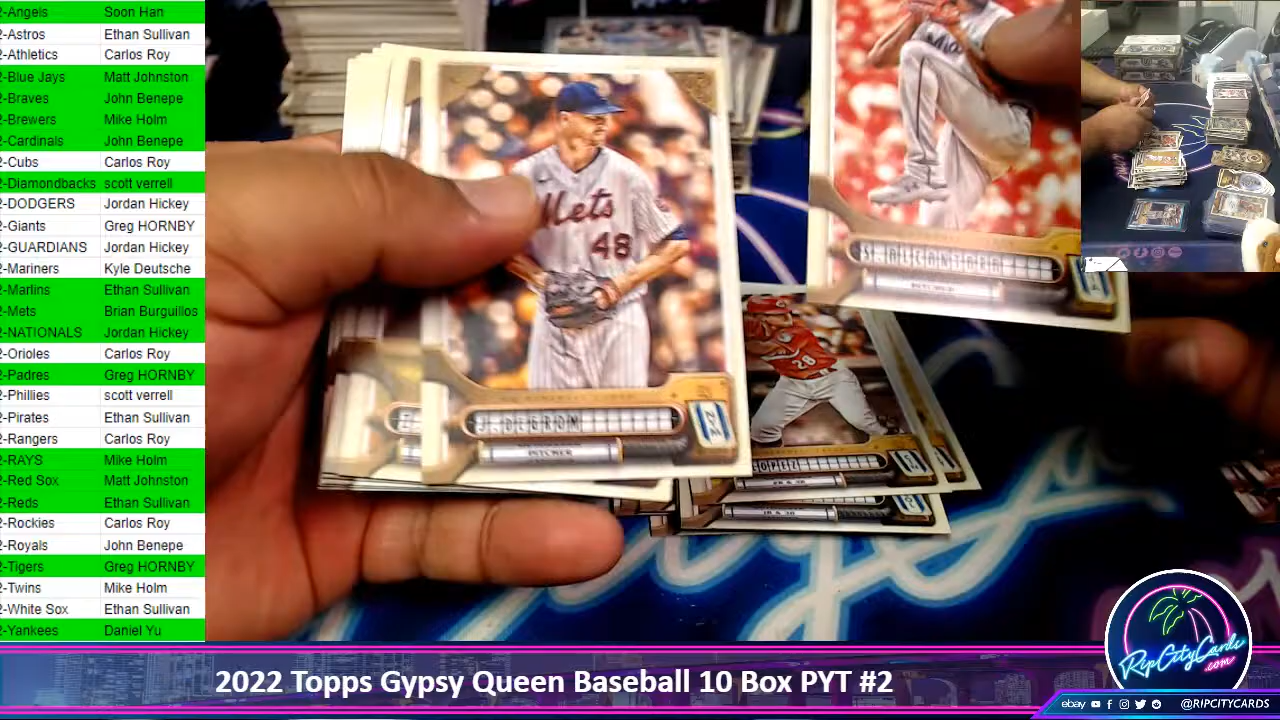 2-Angels Soon Han
2-Astros Ethan Sullivan
2-Athletics Carlos Roy
2-Blue Jays Matt Johnston
2-Braves John Benepe
2-Brewers Mike Holm
2-Cardinals John Benepe
2-Cubs Carlos Roy
2-Diamondbacks scott verrell
2-DODGERS Jordan Hickey
2-Giants Greg HORNBY
2-GUARDIANS Jordan Hickey
2-Mariners Kyle Deutsche
2-Marlins Ethan Sullivan
2-Mets Brian Burguillos
2-NATIONALS Jordan Hickey
2-Orioles Carlos Roy
2-Padres Greg HORNBY
2-Phillies scott verrell
2-Pirates Ethan Sullivan
2-Rangers Carlos Roy
2-RAYS Mike Holm
2-Red Sox Matt Johnston
2-Reds Ethan Sullivan
2-Rockies Carlos Roy
2-Royals John Benepe
2-Tigers Greg HORNBY
2-Twins Mike Holm
2-White Sox Ethan Sullivan
2-Yankees Daniel Yu
Mets
48
J. DEGROM
PITCHER
S. ALCANTARA
PITCHER
28
LOPEZ
2022 Topps Gypsy Queen Baseball 10 Box PYT #2
RipCityCards
.com
ebay @RIPCITYCARDS